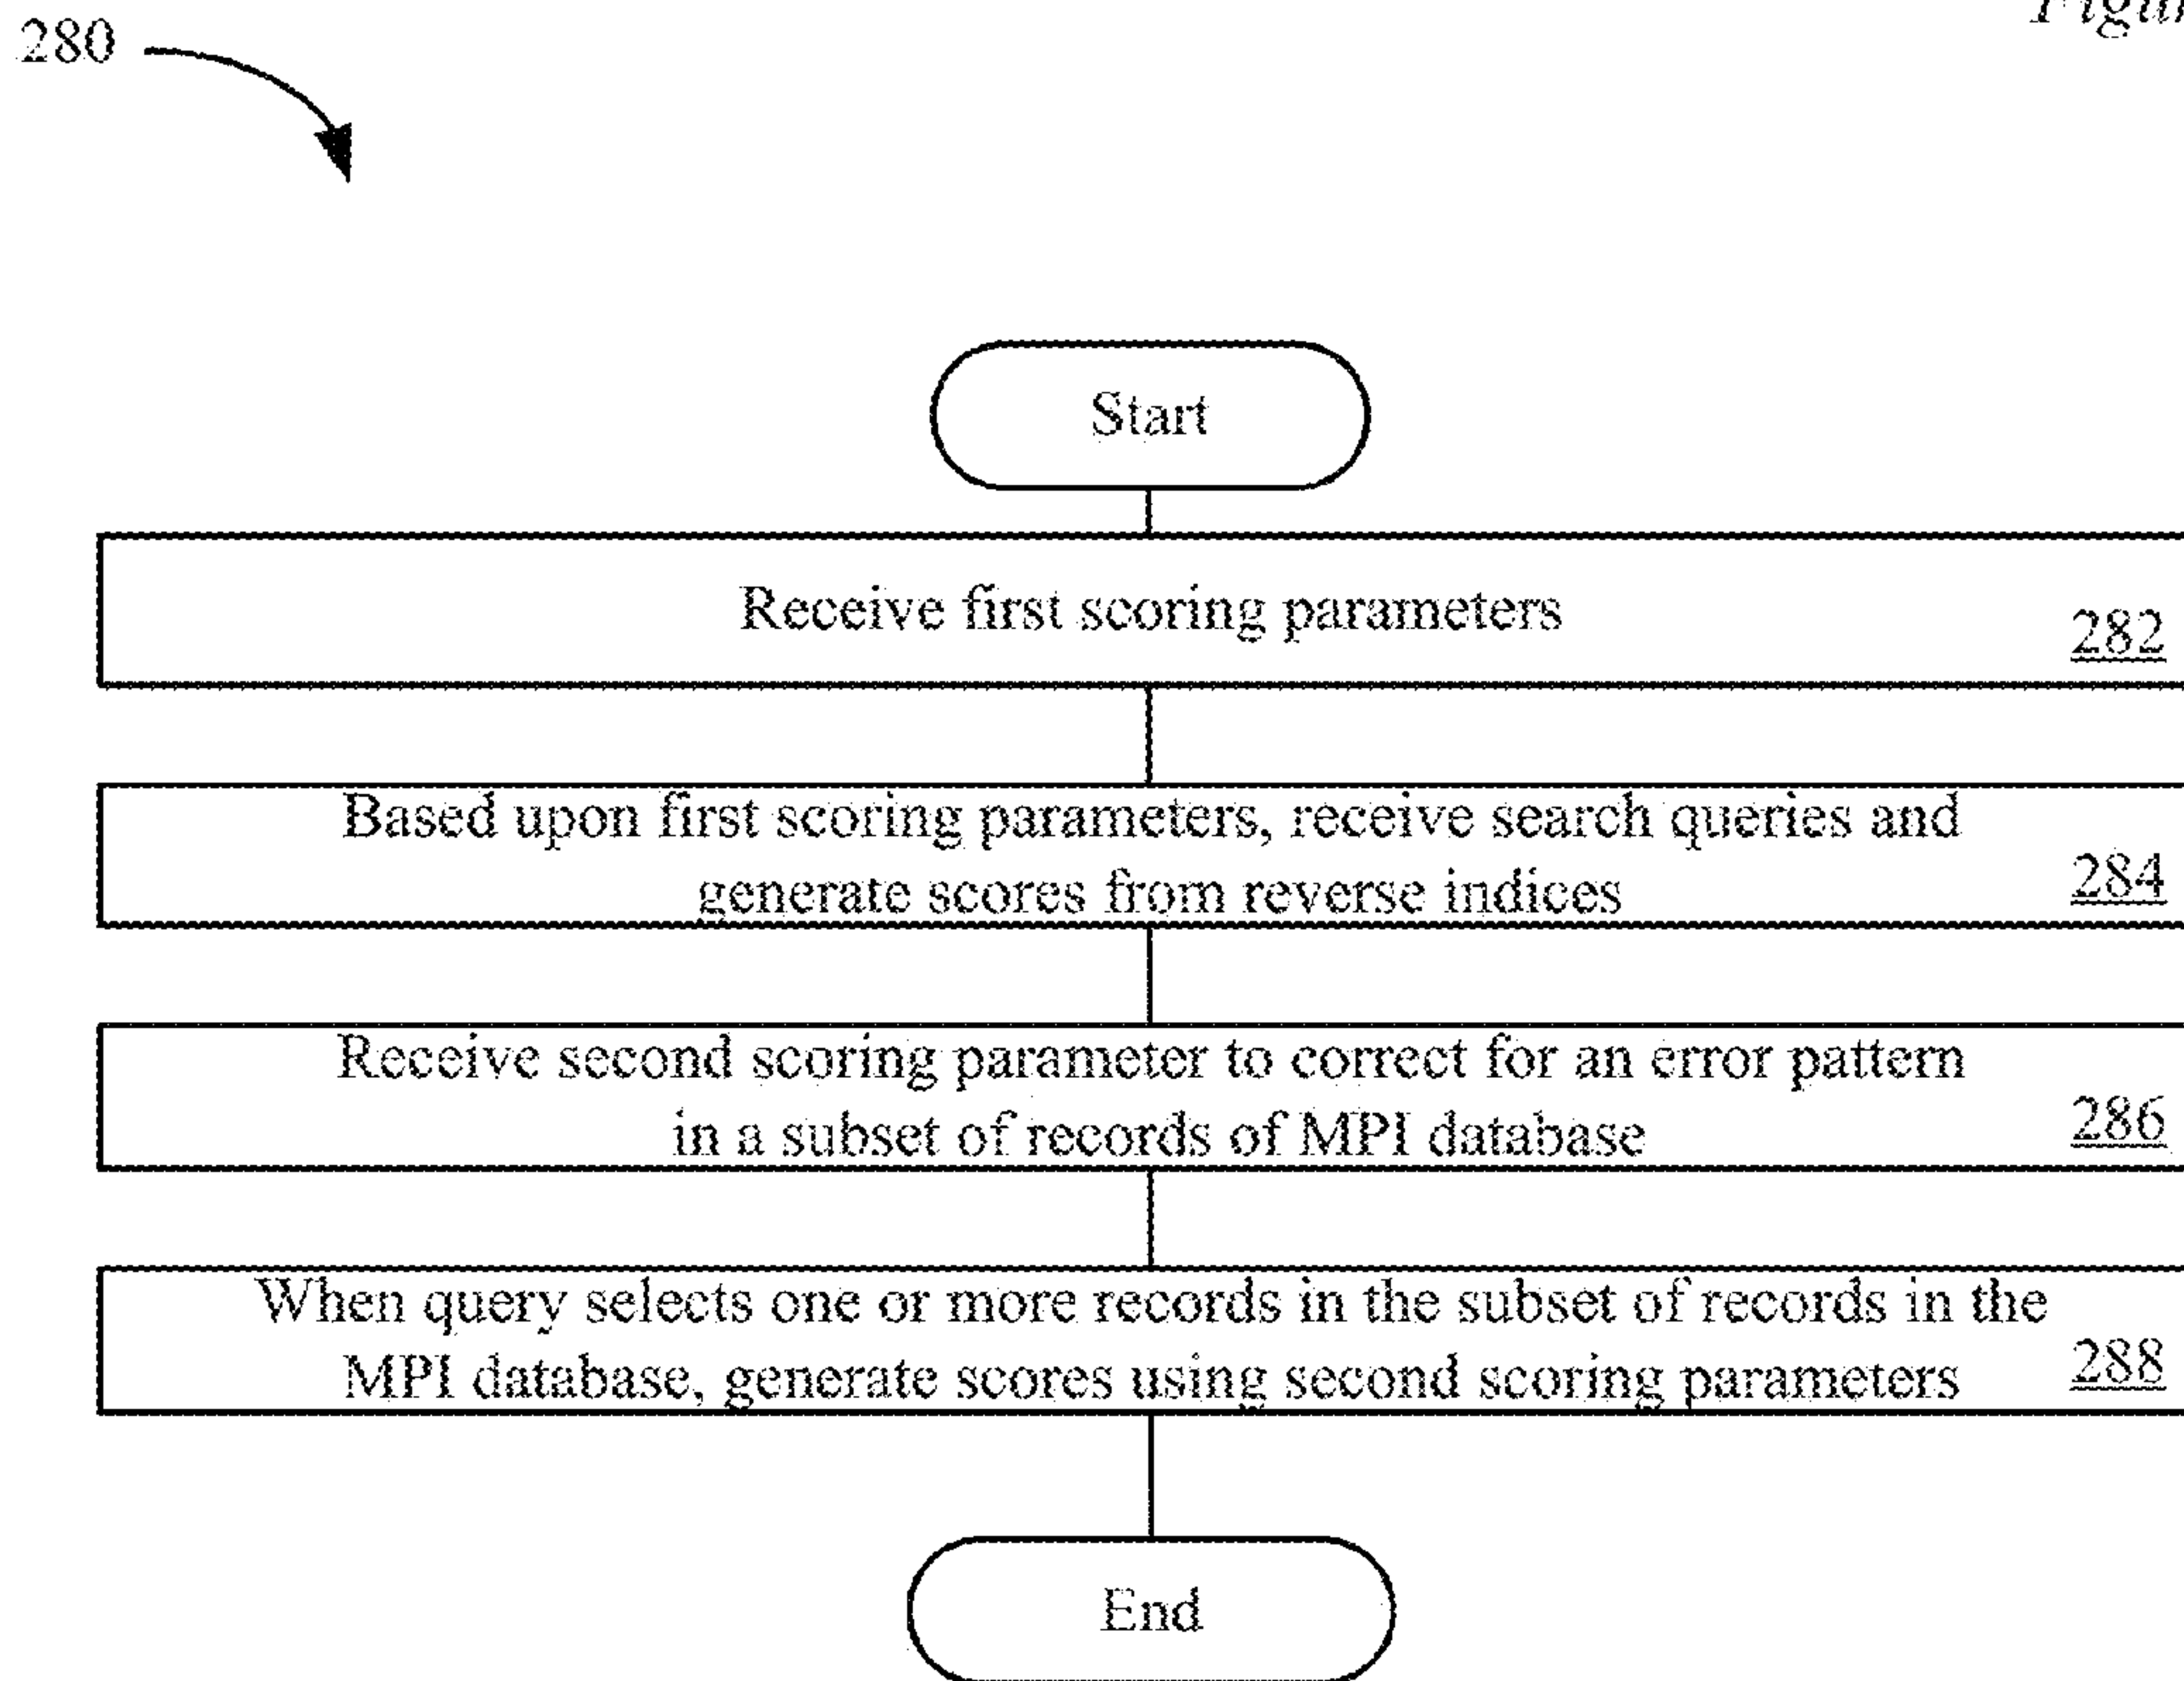 280
Start
Receive first scoring parameters
282
Based upon first scoring parameters, receive search queries and
generate scores from reverse indices
284
Receive second scoring parameter to correct for an error pattern
in a subset of records of MPI database
286
When query selects one or more records in the subset of records in the
MPI database, generate scores using second scoring parameters
288
End